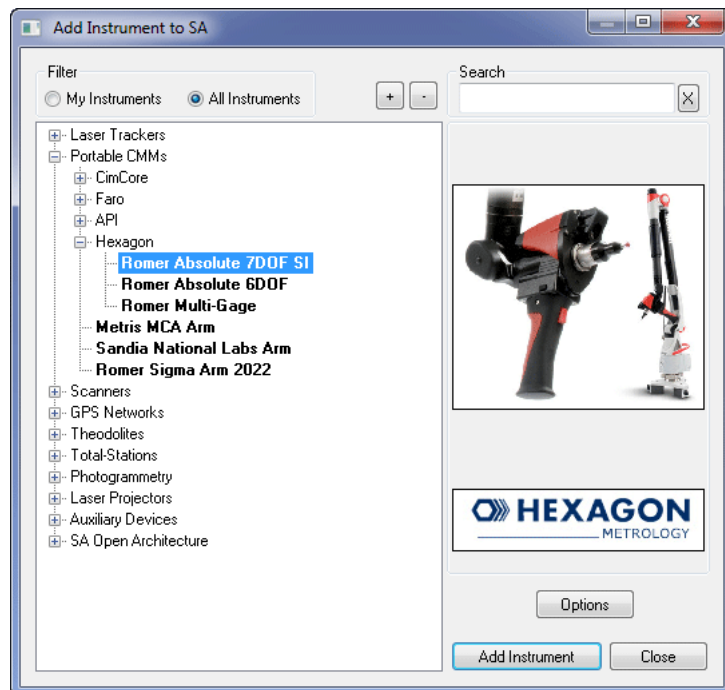 Add Instrument to SA
Filter
My Instruments
All Instruments
+
-
Search
X
Laser Trackers
Portable CMMs
CimCore
Faro
API
Hexagon
Romer Absolute 7DOF SI
Romer Absolute 6DOF
Romer Multi-Gage
Metris MCA Arm
Sandia National Labs Arm
Romer Sigma Arm 2022
Scanners
GPS Networks
Theodolites
Total-Stations
Photogrammetry
Laser Projectors
Auxiliary Devices
SA Open Architecture
HEXAGON
METROLOGY
Options
Add Instrument
Close